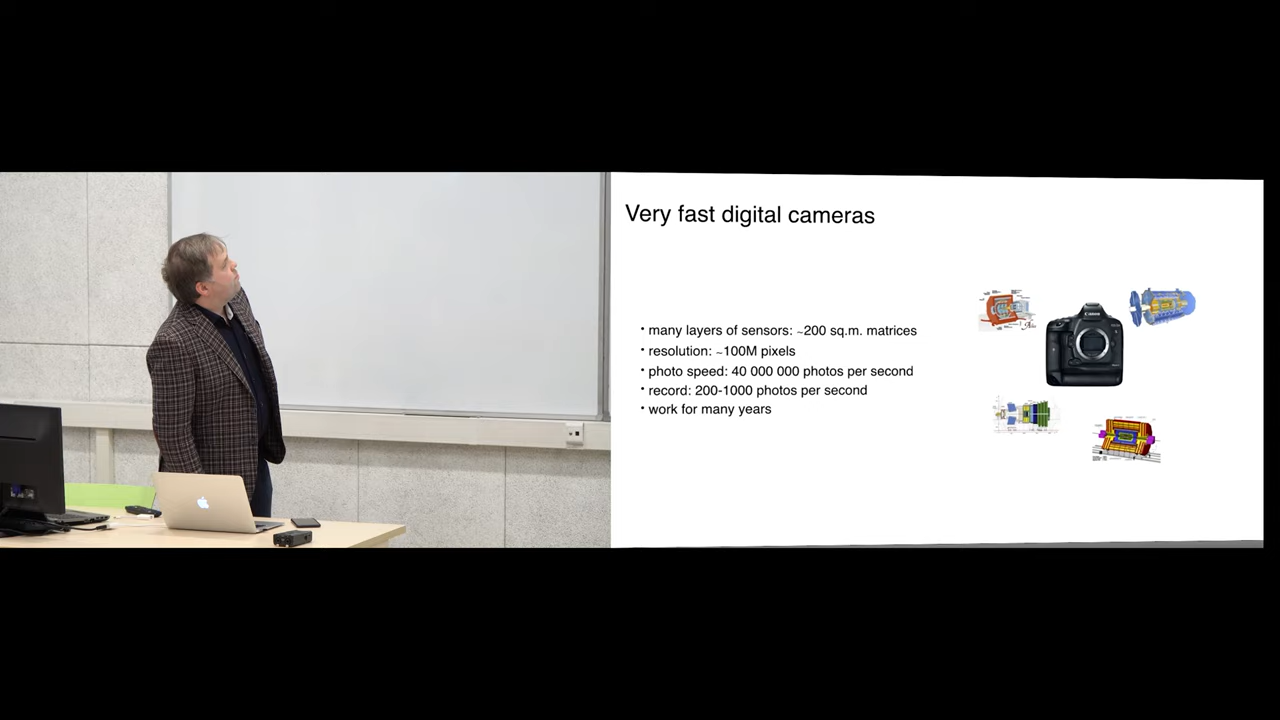 Very fast digital cameras
• many layers of sensors: ~200 sq.m. matrices
• resolution: ~100M pixels
• photo speed: 40 000 000 photos per second
• record: 200-1000 photos per second
• work for many years
Canon